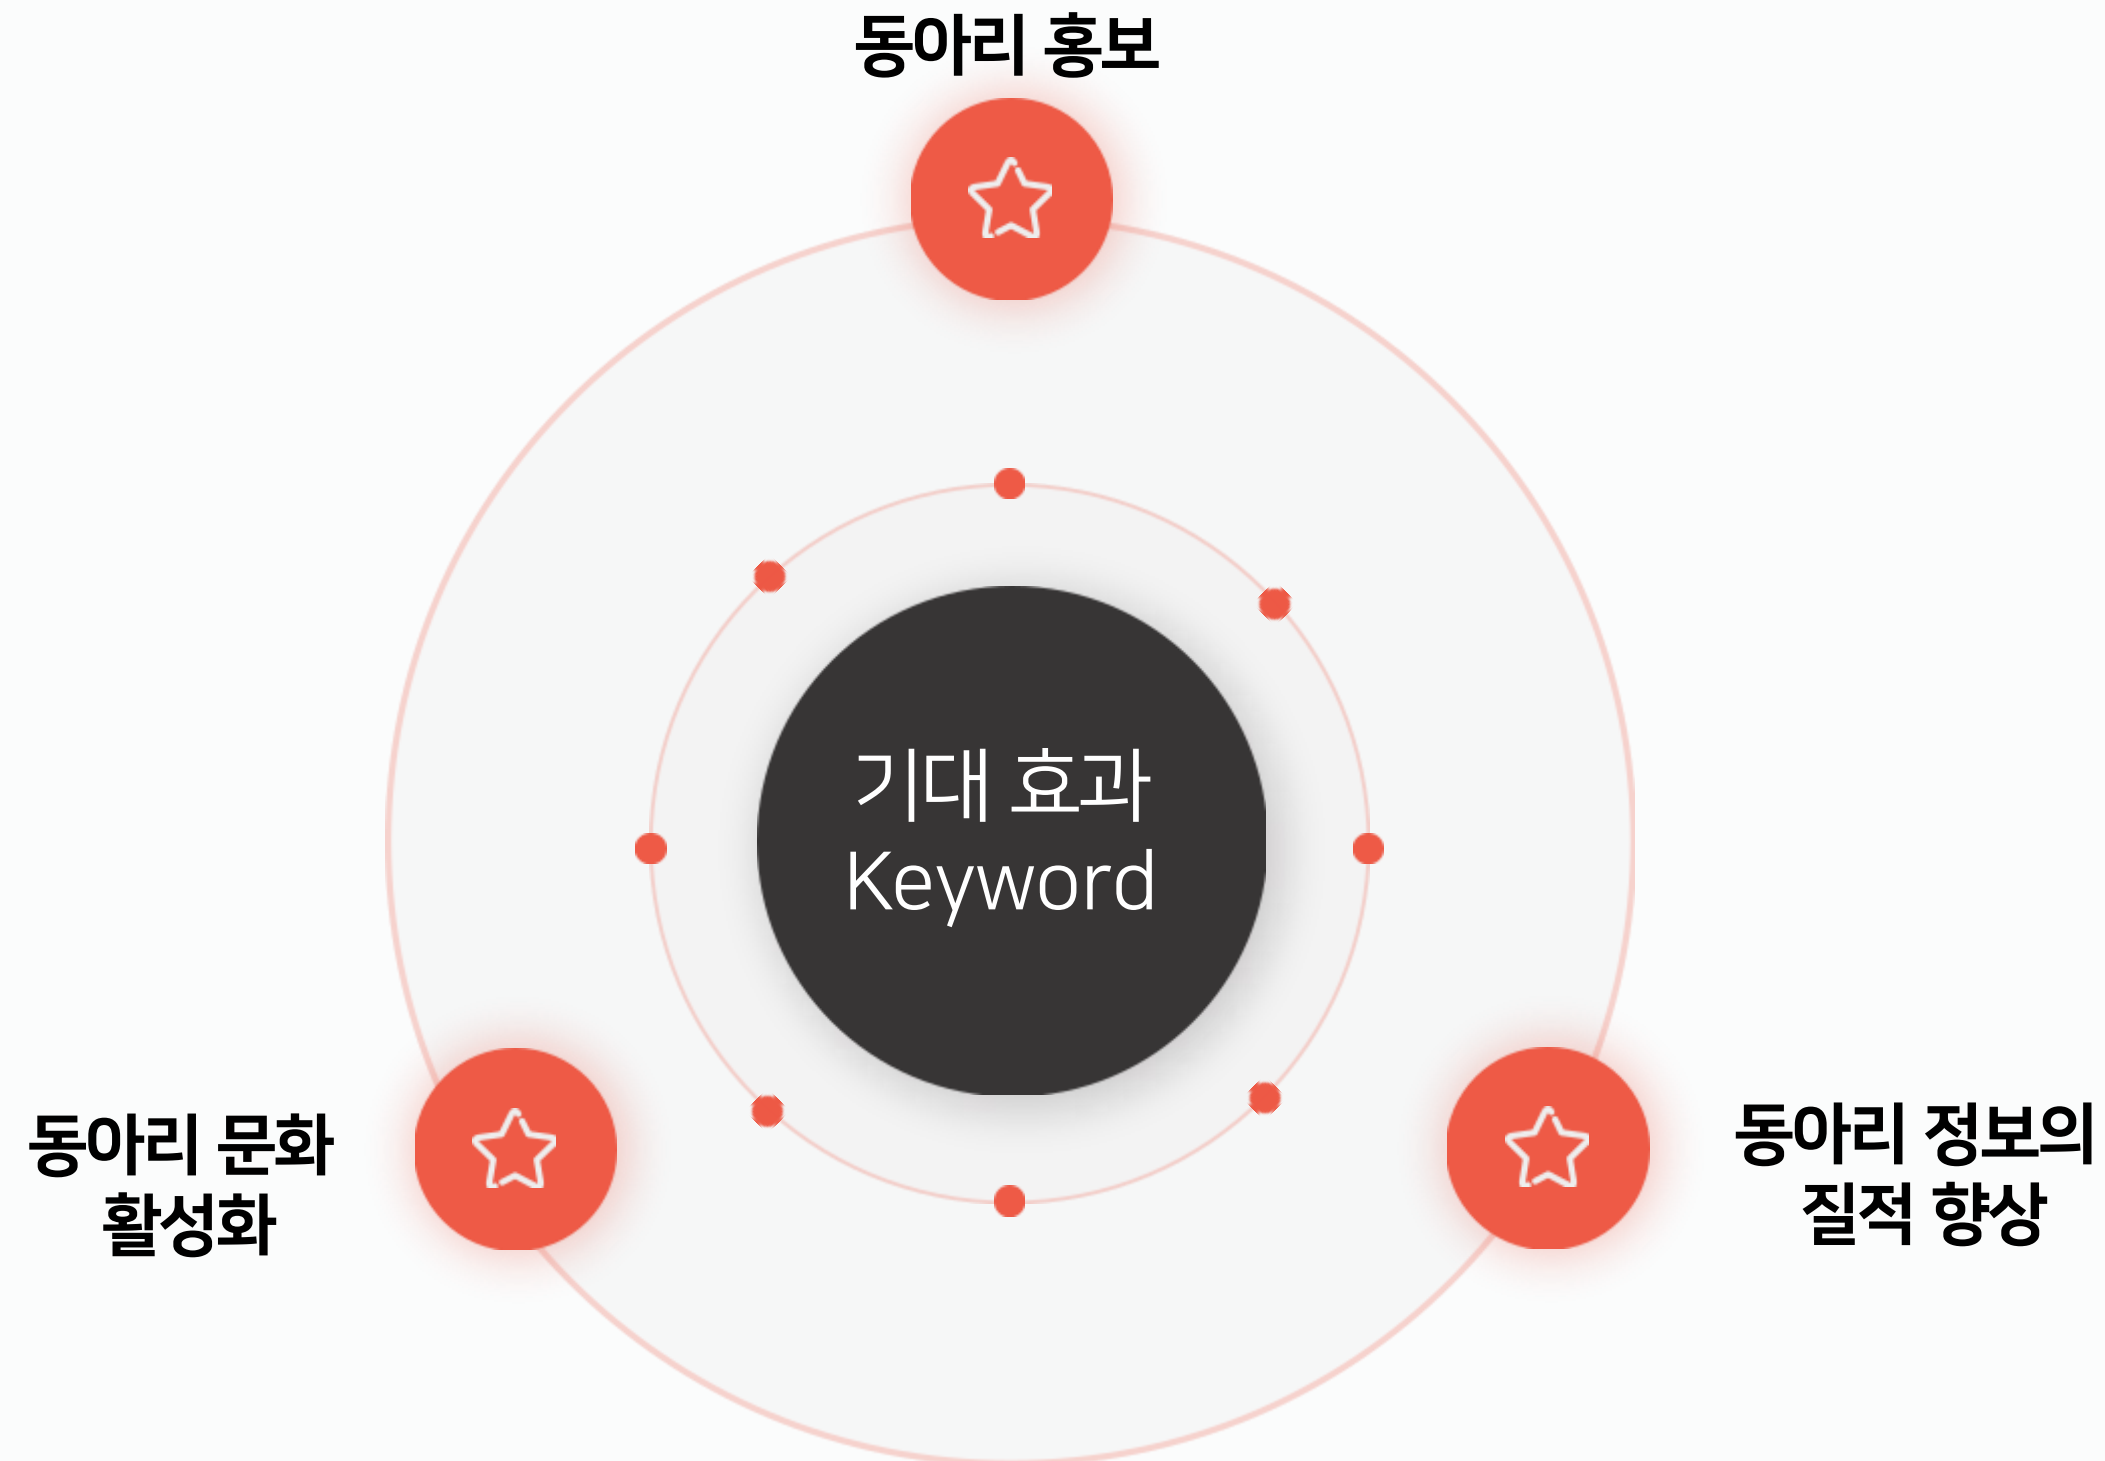 동아리 홍보
기대 효과
Keyword
동아리 문화
활성화
동아리 정보의
질적 향상